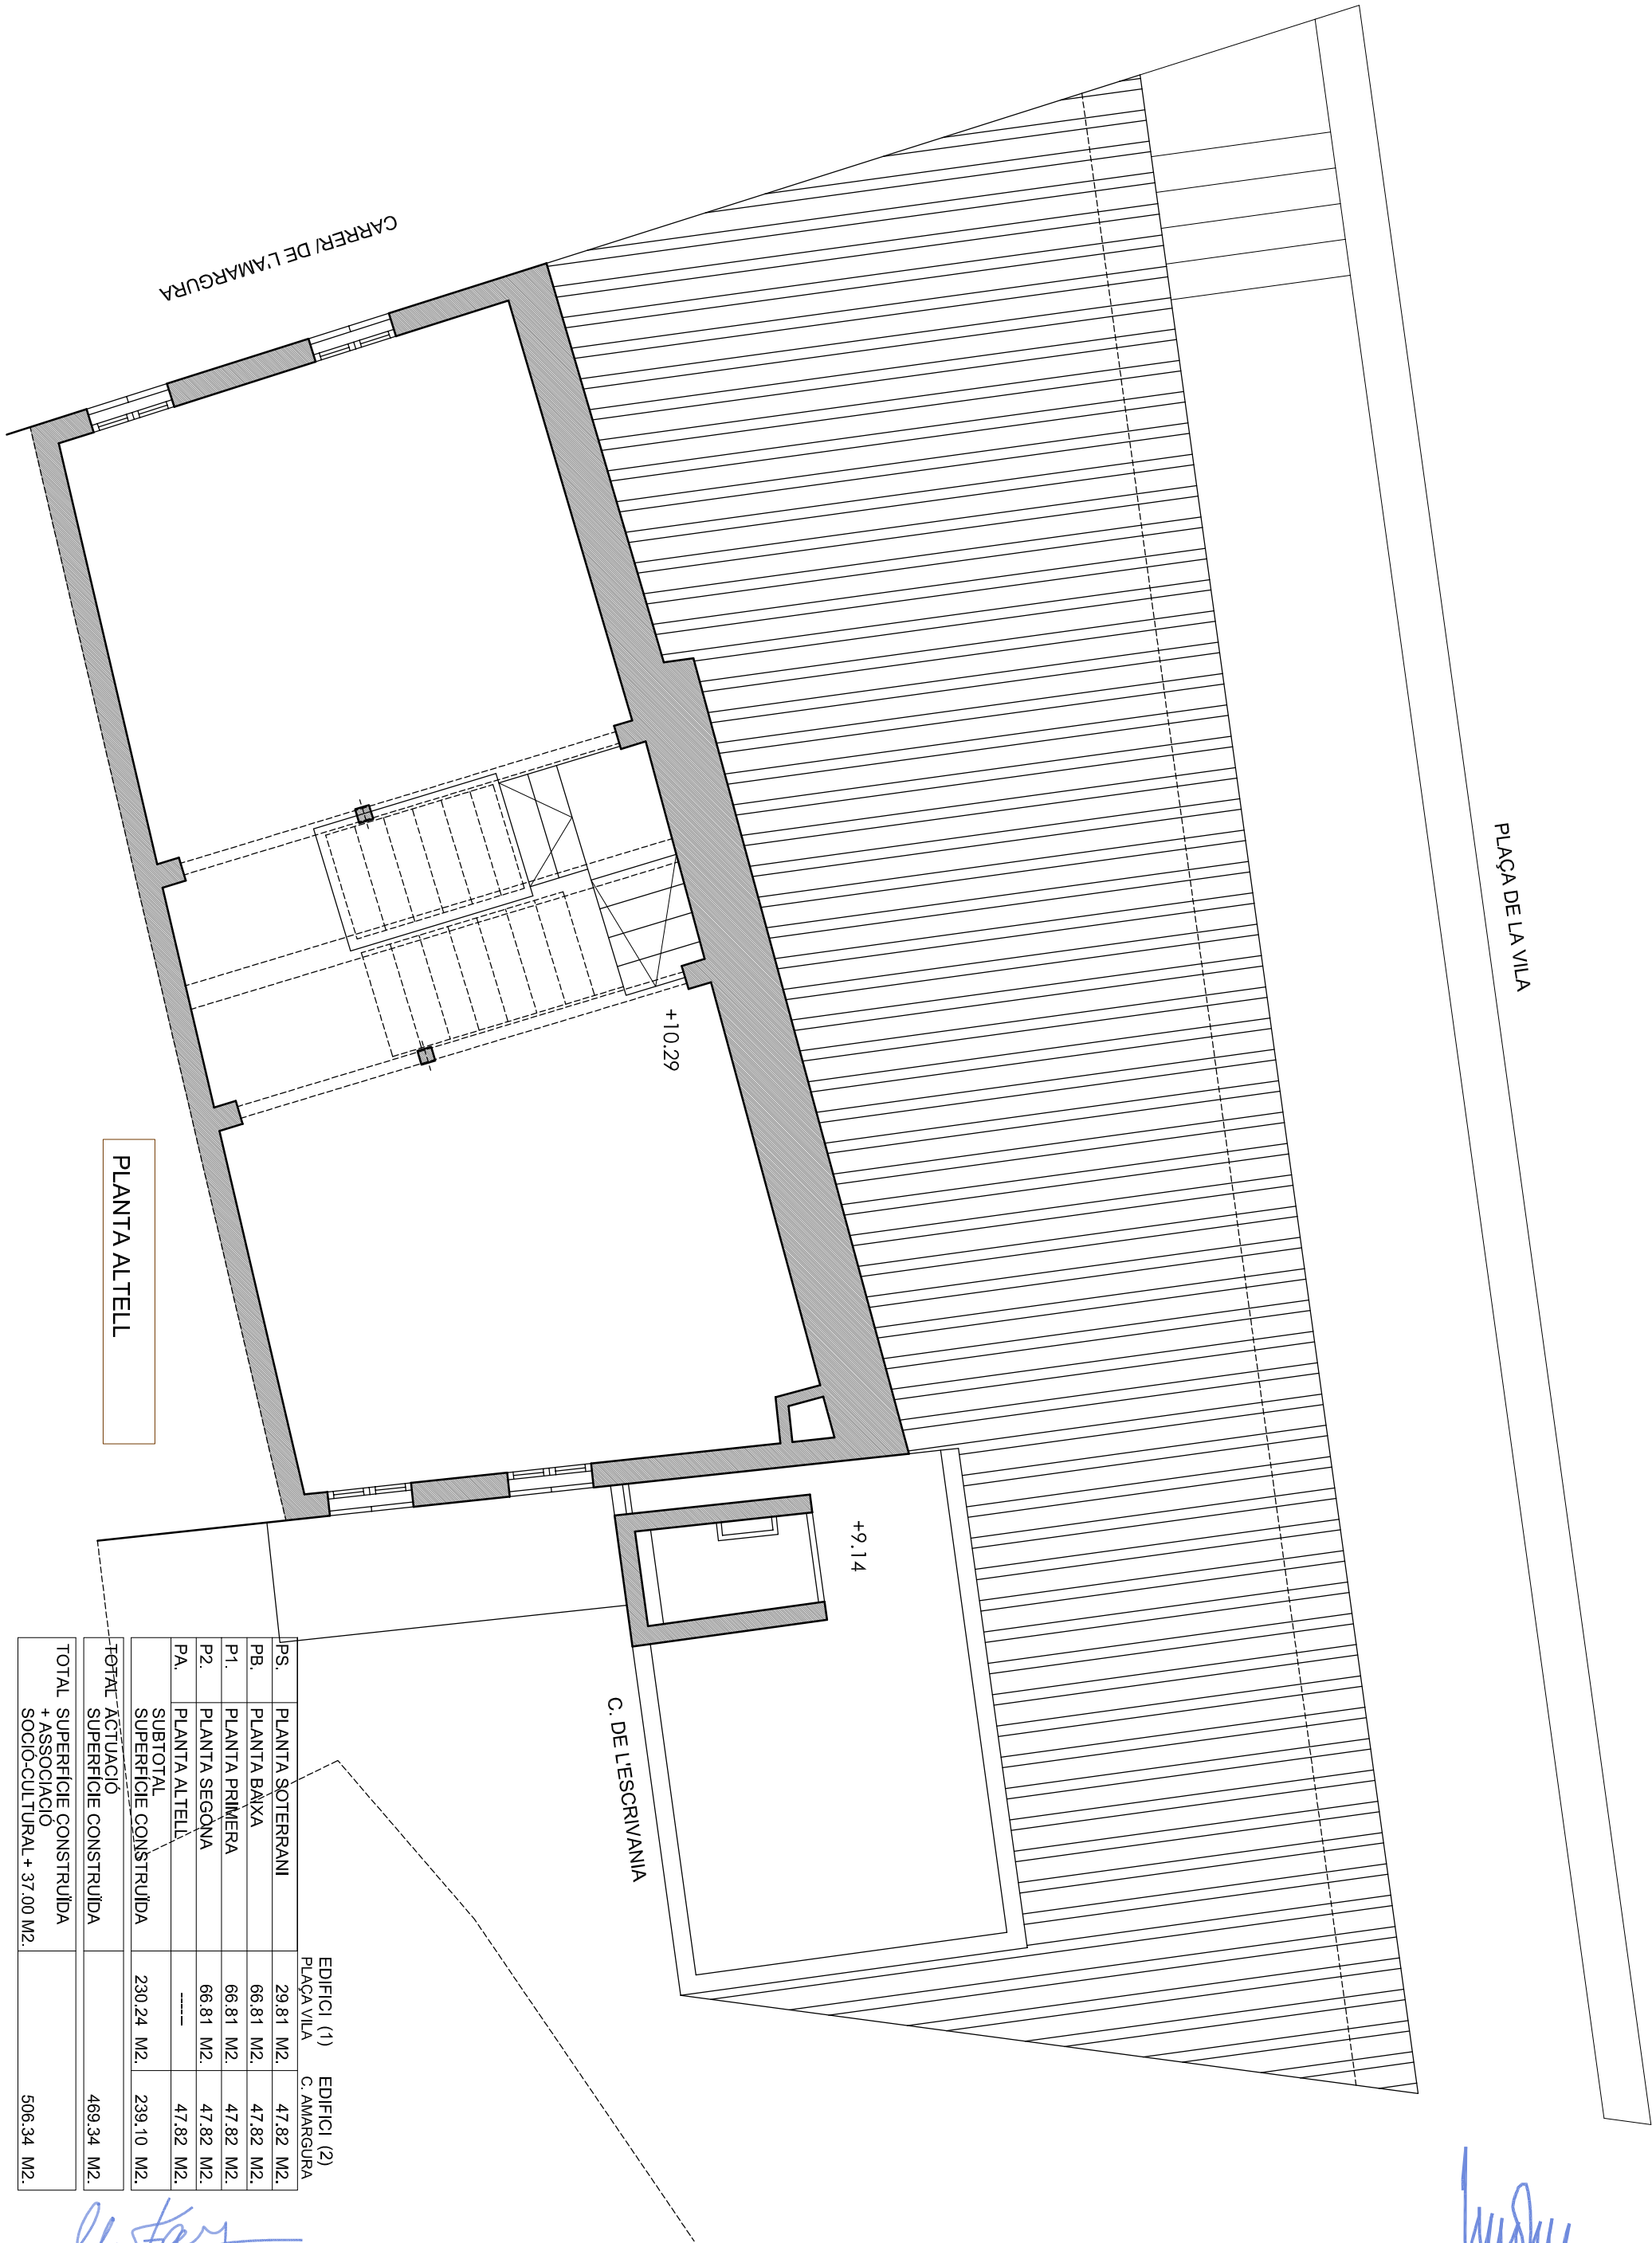 PLAÇA DE LA VILA
CARRER/ DE L'AMARGURA
+10.29
+9.14
C. DE L'ESCRIVANIA
PLANTA ALTELL
EDIFICI (1) EDIFICI (2)
PLAÇA VILA C. AMARGURA
PS. PLANTA SOTERRANI 29.81 M2. 47.82 M2.
PB. PLANTA BAIXA 66.81 M2. 47.82 M2.
P1. PLANTA PRIMERA 66.81 M2. 47.82 M2.
P2. PLANTA SEGONA 66.81 M2. 47.82 M2.
PA. PLANTA ALTELL ------ 47.82 M2.
SUBTOTAL
SUPERFÍCIE CONSTRUÏDA 230.24 M2. 239.10 M2.
TOTAL ACTUACIÓ
SUPERFÍCIE CONSTRUÏDA 469.34 M2.
TOTAL SUPERFÍCIE CONSTRUÏDA
+ ASSOCIACIÓ
SOCIÓ-CULTURAL + 37.00 M2. 506.34 M2.